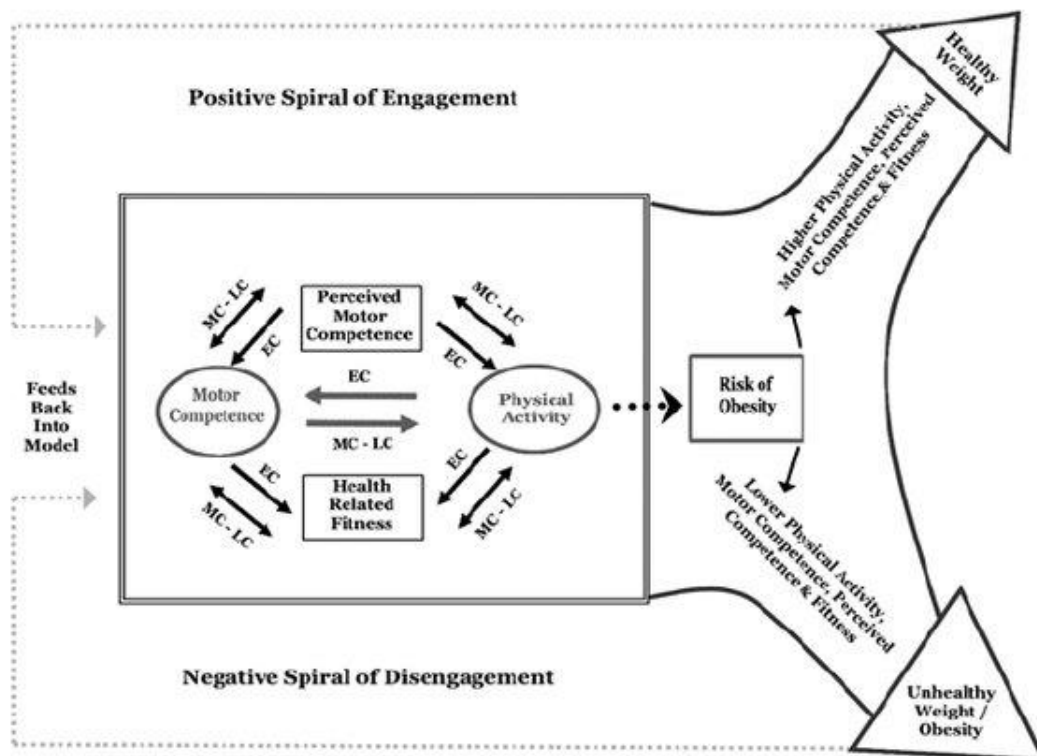 Positive Spiral of Engagement
Healthy
Weight
Higher Physical Activity,
Motor Competence, Perceived
Competence & Fitness
MC - LC
EC
Perceived
Motor
Competence
MC - LC
EC
Feeds
Back
Into
Model
Motor
Competence
EC
MC - LC
Physical
Activity
Risk of
Obesity
EC
MC - LC
Health
Related
Fitness
EC
MC - LC
Lower Physical Activity,
Motor Competence, Perceived
Competence & Fitness
Negative Spiral of Disengagement
Unhealthy
Weight /
Obesity